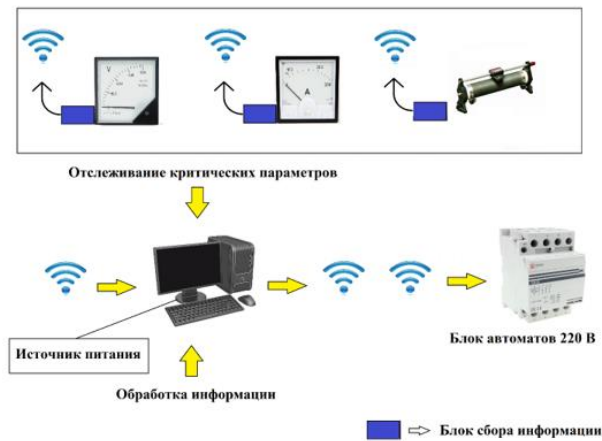 V
A
Отслеживание критических параметров
Блок автоматов 220 В
Источник питания
Обработка информации
Блок сбора информации